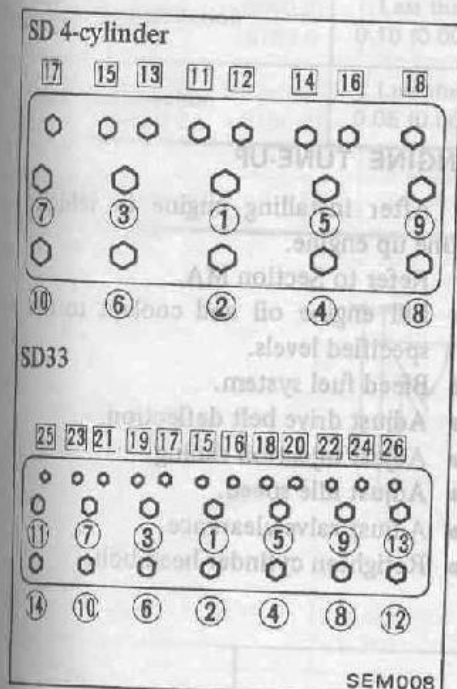 SD 4-cylinder
17 15 13 11 12 14 16 18
7 3 1 5 9
10 6 2 4 8
SD33
25 23 21 19 17 15 16 18 20 22 24 26
11 7 3 1 5 9 13
14 10 6 2 4 8 12
SEM008